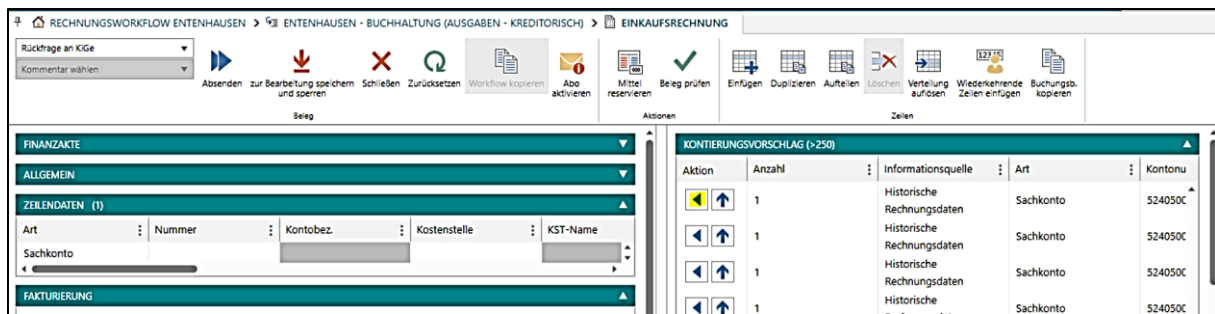 RECHNUNGSWORKFLOW ENTENHAUSEN > ENTENHAUSEN - BUCHHALTUNG (AUSGABEN - KREDITORISCH) > EINKAUFSRECHNUNG
Rückfrage an KiGe
Kommentar wählen
Absenden
zur Bearbeitung speichern
und sperren
Schließen
Zurücksetzen
Workflow kopieren
Abo
aktivieren
Mittel
reservieren
Beleg prüfen
Einfügen
Duplizieren
Aufteilen
Löschen
Verteilung
auflösen
Wiederkehrende
Zeilen einfügen
Buchungsb.
kopieren
Beleg
Aktionen
Zeilen
FINANZAKTE
ALLGEMEIN
ZEILENDATEN (1)
Art Nummer Kontobez. Kostenstelle KST-Name
Sachkonto
FAKTURIERUNG
KONTIERUNGSVORSCHLAG (>250)
Aktion Anzahl Informationsquelle Art Kontonu
1 Historische
Rechnungsdaten Sachkonto 524050
1 Historische
Rechnungsdaten Sachkonto 524050
1 Historische
Rechnungsdaten Sachkonto 524050
1 Historische
Sachkonto 524050